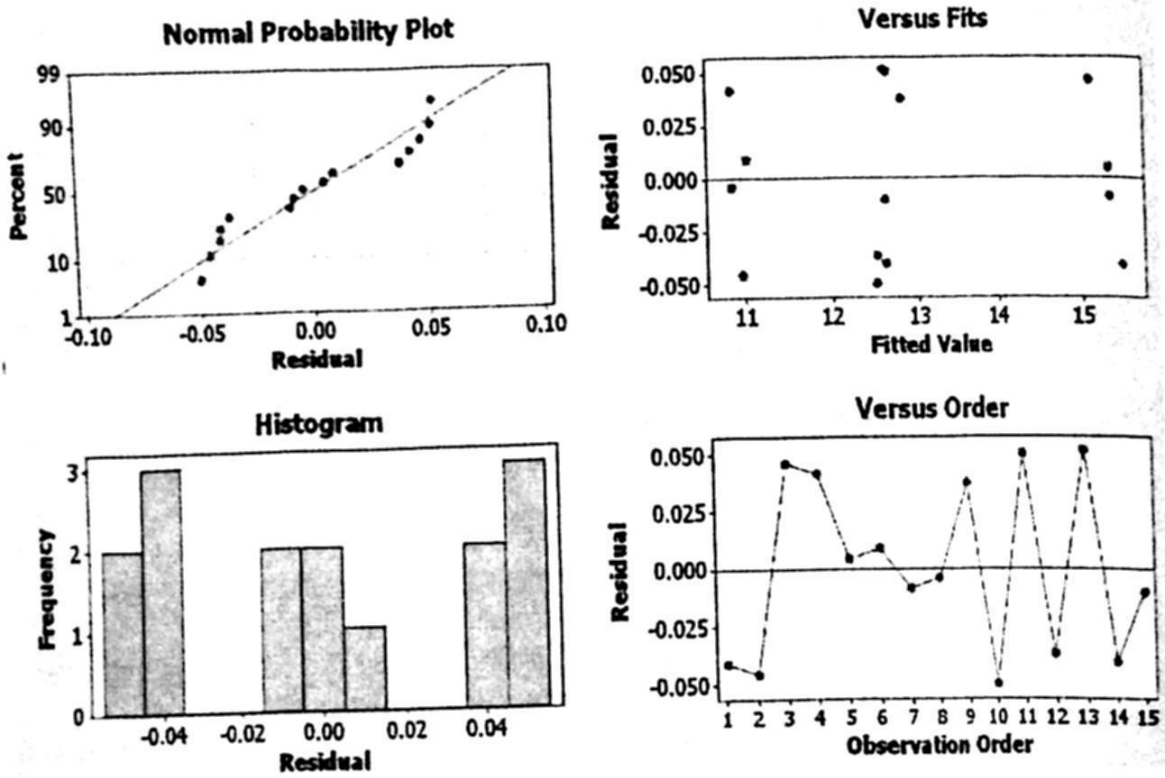 Normal Probability Plot
99
90
50
10
1
Percent
-0.10
-0.05
0.00
0.05
0.10
Residual
Versus Fits
0.050
0.025
0.000
-0.025
-0.050
Residual
11
12
13
14
15
Fitted Value
Histogram
3
2
1
0
Frequency
-0.04
-0.02
0.00
0.02
0.04
Residual
Versus Order
0.050
0.025
0.000
-0.025
-0.050
Residual
1 2 3 4 5 6 7 8 9 10 11 12 13 14 15
Observation Order